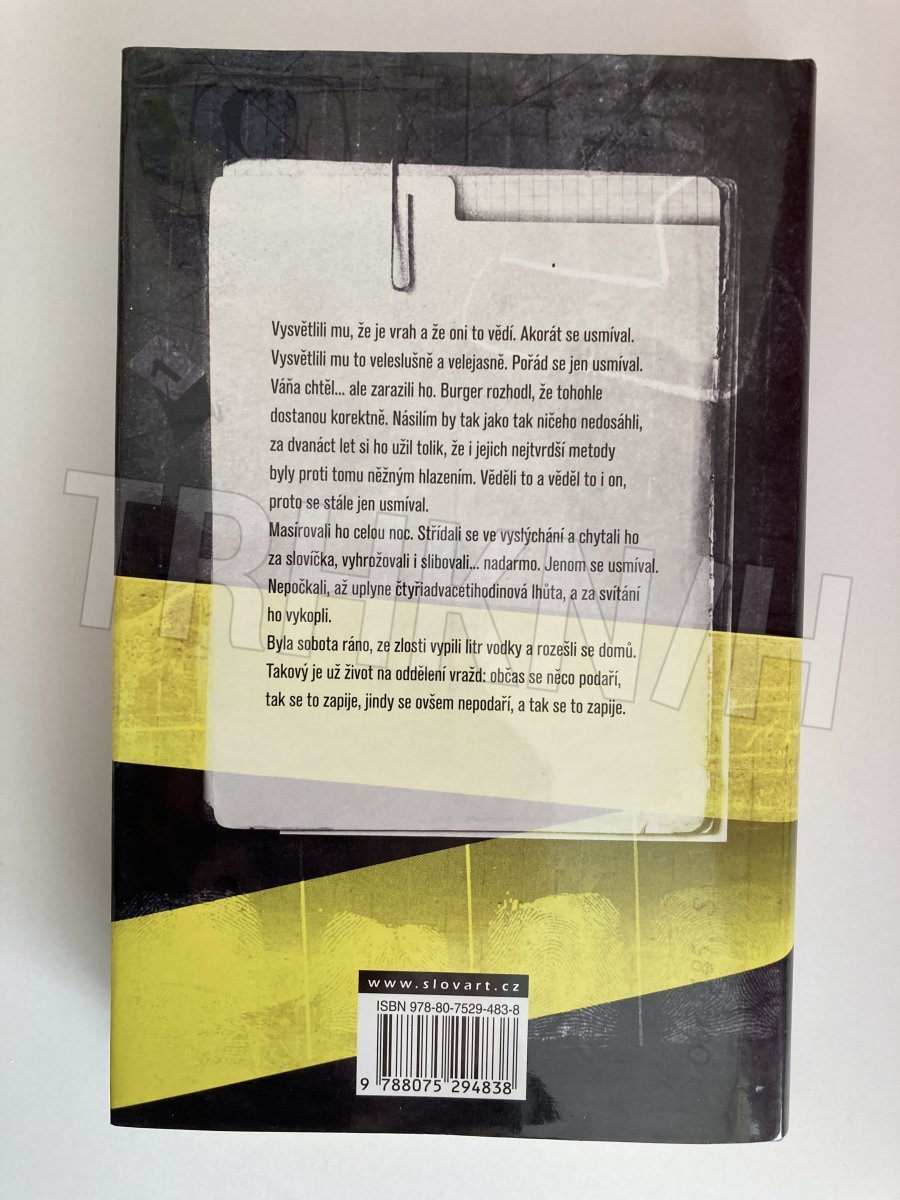 Vysvětlili mu, že je vrah a že oni to vědí. Akorát se usmíval.
Vysvětlili mu to veleslušně a velejasně. Pořád se jen usmíval.
Váňa chtěl... ale zarazili ho. Burger rozhodl, že tohohle
dostanou korektně. Násilím by tak jako tak ničeho nedosáhli,
za dvanáct let si ho užil tolik, že i jejich nejtvrdší metody
byly proti tomu něžným hlazením. Věděli to a věděl to i on,
proto se stále jen usmíval.
Masírovali ho celou noc. Střídali se ve vyslýchání a chytali ho
za slovíčka, vyhrožovali i slibovali... nadarmo. Jenom se usmíval.
Nepočkali, až uplyne čtyřiadvacetihodinová lhůta, a za svítání
ho vykopli.
Byla sobota ráno, ze zlosti vypili litr vodky a rozešli se domů.
Takový je už život na oddělení vražd: občas se něco podaří,
tak se to zapije, jindy se ovšem nepodaří, a tak se to zapije.
www.slovart.cz
ISBN 978-80-7529-483-8
9 788075 294838
1